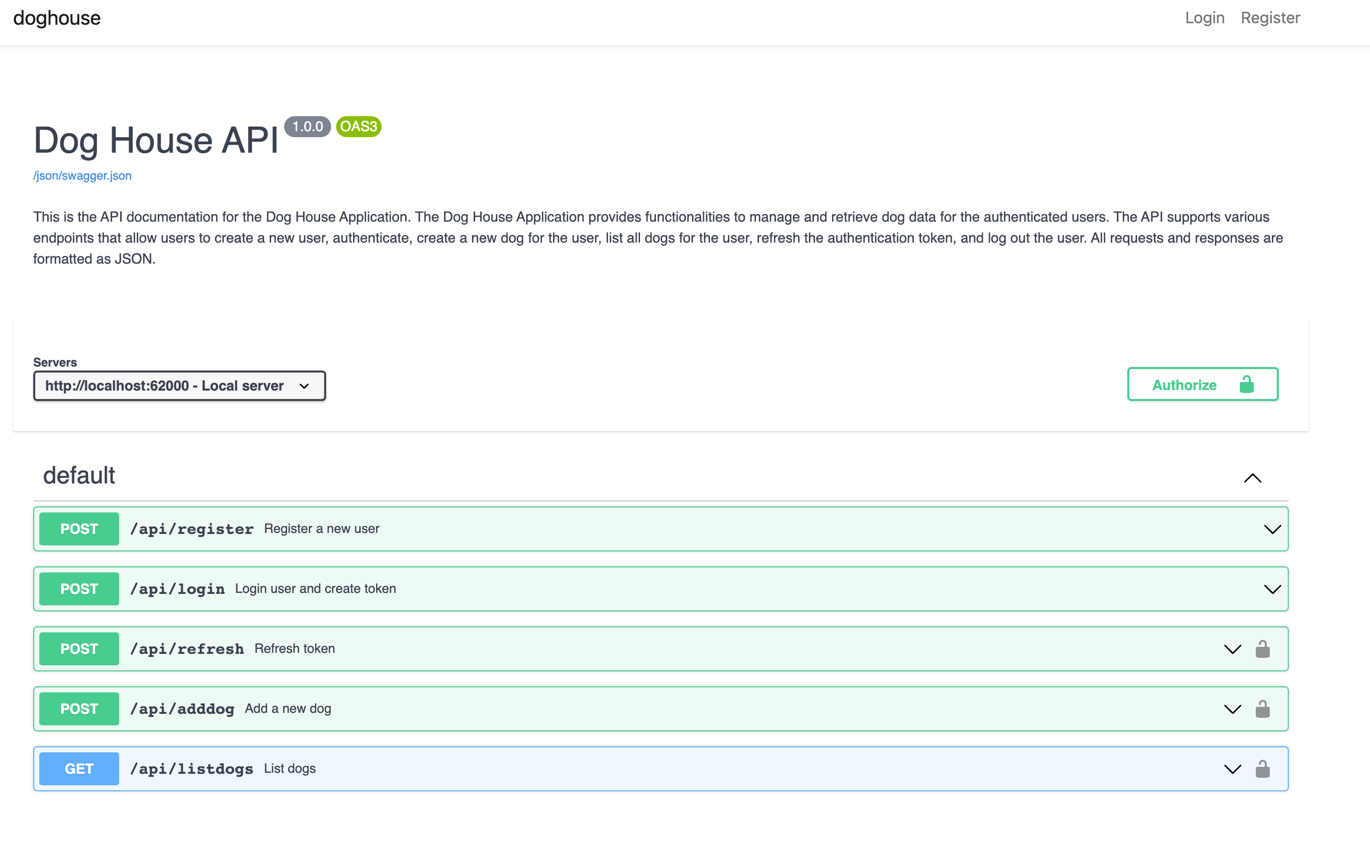 doghouse
Login Register
Dog House API 1.0.0 OAS3
/json/swagger.json
This is the API documentation for the Dog House Application. The Dog House Application provides functionalities to manage and retrieve dog data for the authenticated users. The API supports various
endpoints that allow users to create a new user, authenticate, create a new dog for the user, list all dogs for the user, refresh the authentication token, and log out the user. All requests and responses are
formatted as JSON.
Servers
http://localhost:62000 - Local server
Authorize
default
POST /api/register Register a new user
POST /api/login Login user and create token
POST /api/refresh Refresh token
POST /api/adddog Add a new dog
GET /api/listdogs List dogs